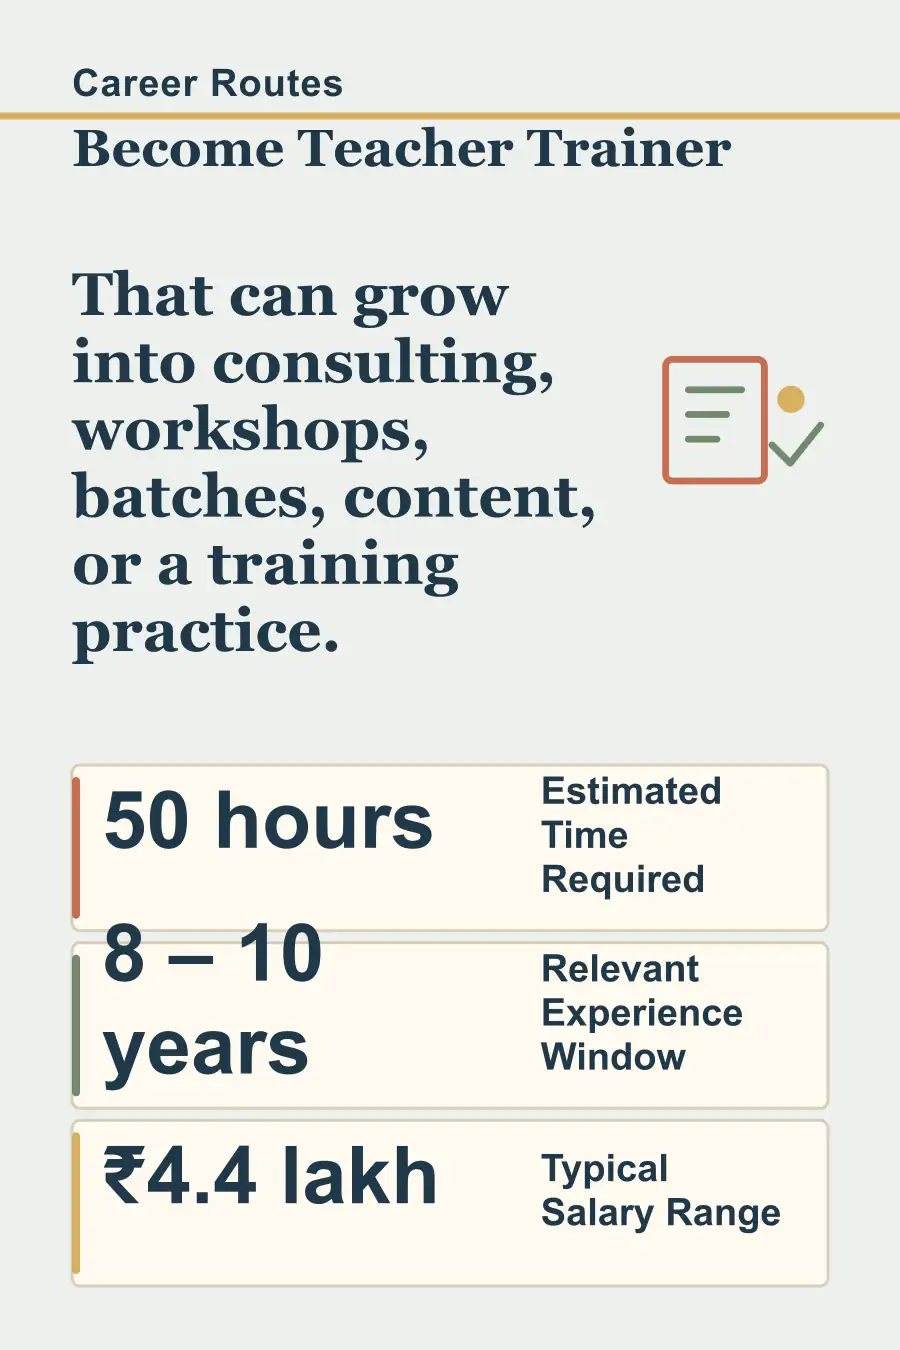 Career Routes
Become Teacher Trainer
That can grow
into consulting,
workshops,
batches, content,
or a training
practice.
50 hours
Estimated
Time
Required
8 – 10
years
Relevant
Experience
Window
₹4.4 lakh
Typical
Salary Range